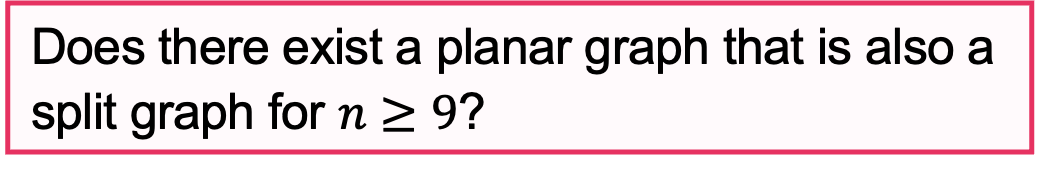 Does there exist a planar graph that is also a
split graph for n ≥ 9?